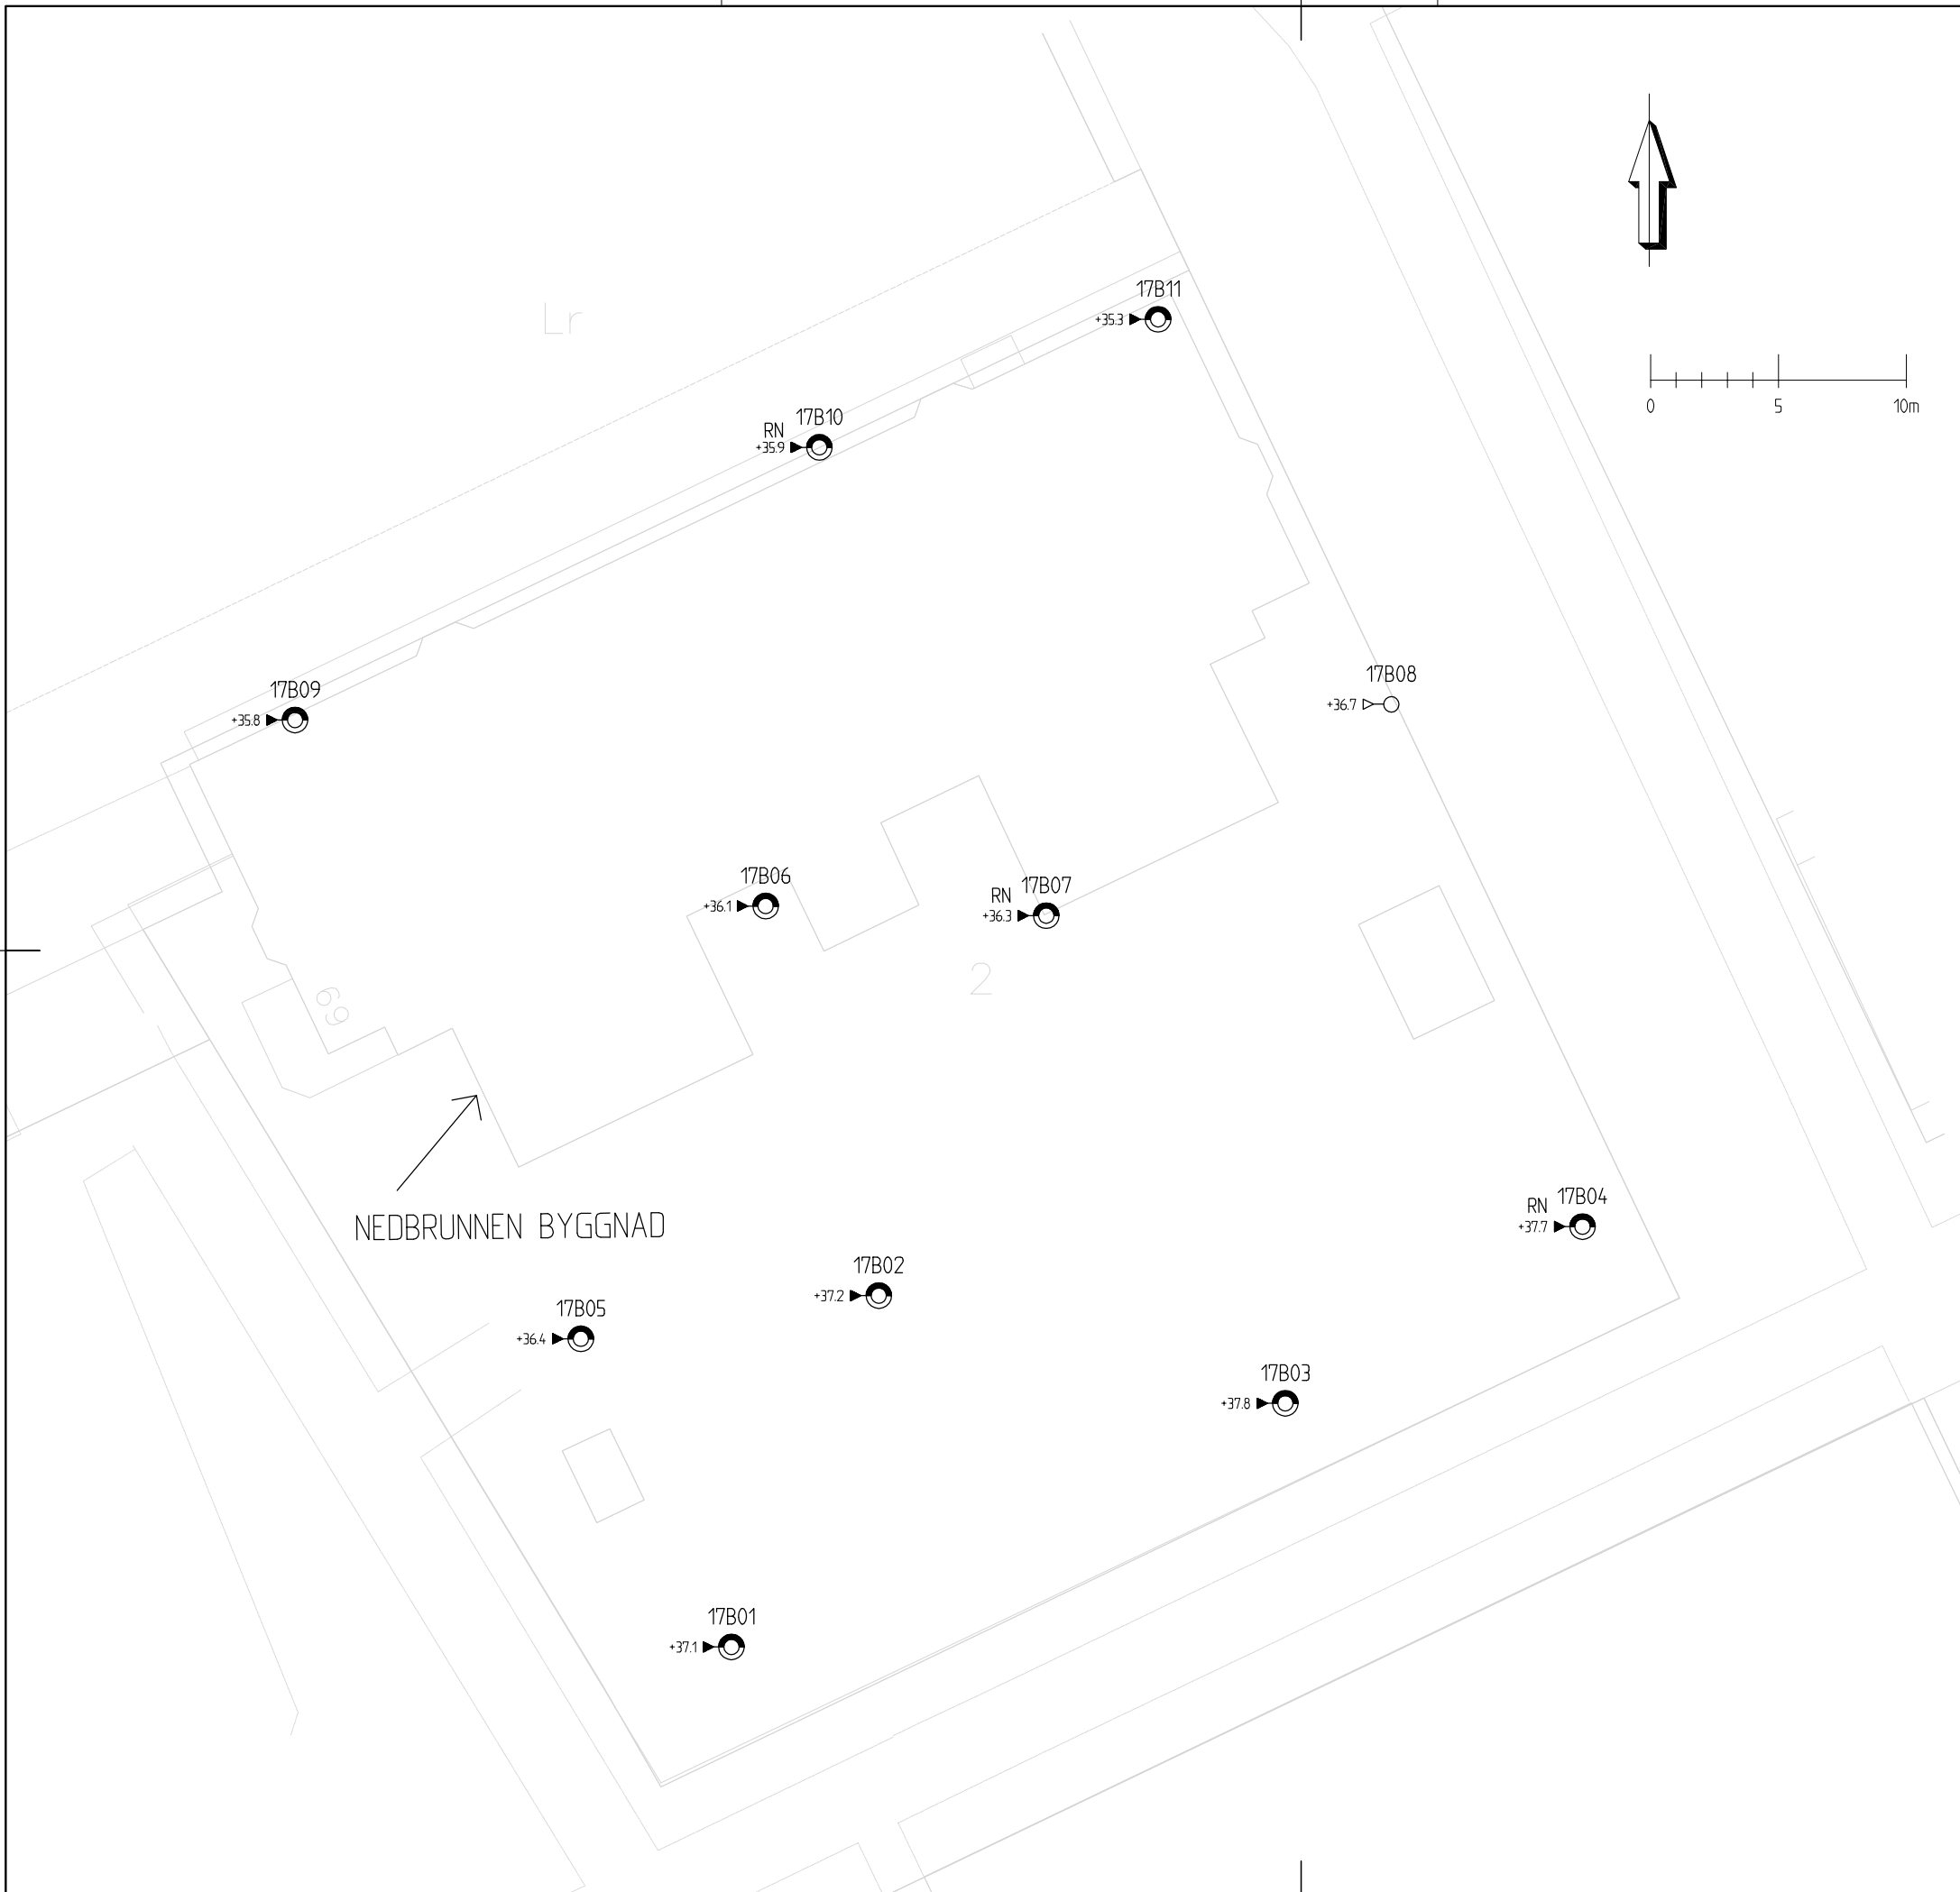 17B11
+35.3
Lr
0 5 10m
17B10
RN
+35.9
17B08
+36.7
17B09
+35.8
17B06
+36.1
17B07
RN
+36.3
2
69
17B04
RN
+37.7
NEDBRUNNEN BYGGNAD
17B02
+37.2
17B05
+36.4
17B03
+37.8
17B01
+37.1